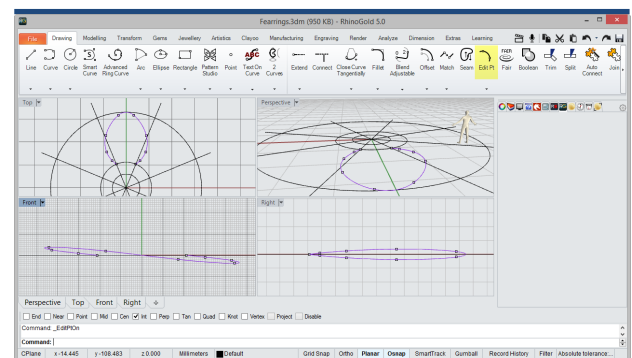 Fearrings.3dm (950 KB) - RhinoGold 5.0
File Drawing Modelling Transform Gems Jewellery Artistics Clayoo Manufacturing Engraving Render Analyze Dimension Extras Learning
Line Curve Circle Smart Curve Advanced Ring Curve Arc Ellipse Rectangle Pattern Studio Point Text On Curve 2 Curves Extend Connect Close Curve Tangentially Fillet Blend Adjustable Offset Match Seam Edit Pt Fair Boolean Trim Split Auto Connect Join
Top
Perspective
Front
Right
Perspective Top Front Right
End Near Point Mid Cen Int Perp Tan Quad Knot Vertex Project Disable
Command: _EditPtOn
Command:
CPlane x -14.445 y -108.483 z 0.000 Millimeters Default Grid Snap Ortho Planar Osnap SmartTrack Gumball Record History Filter Absolute tolerance:...